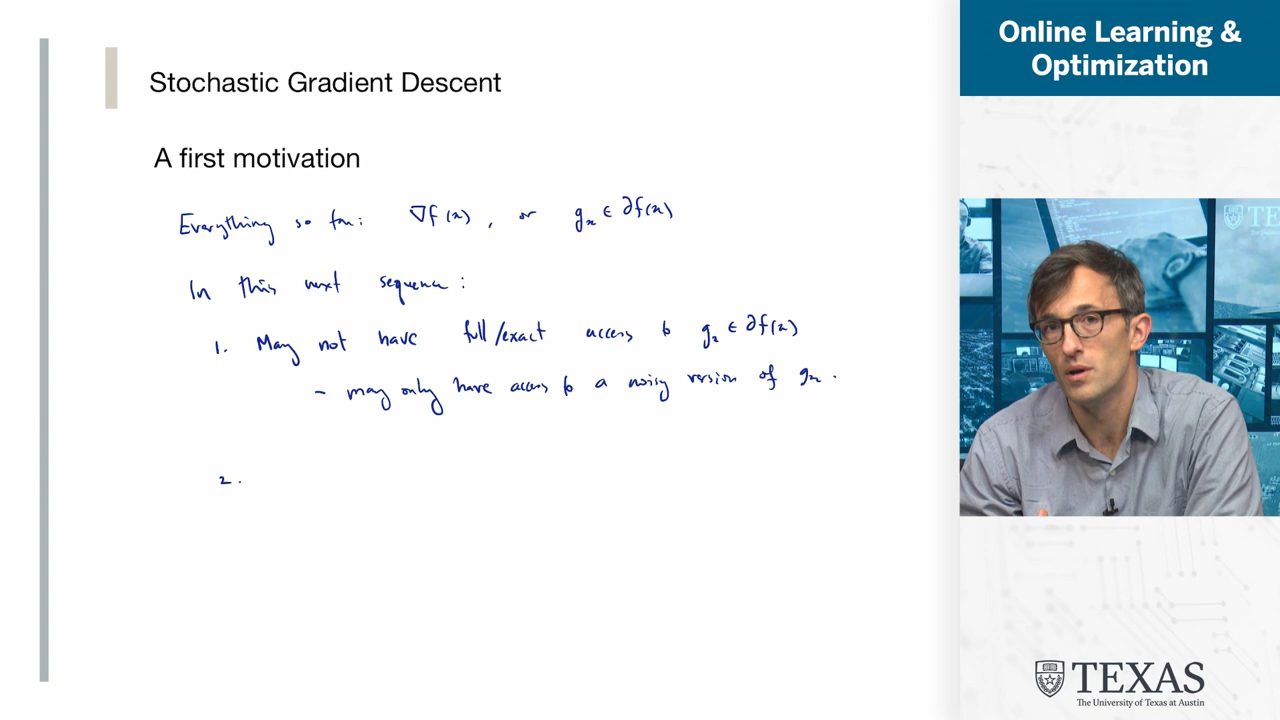 Stochastic Gradient Descent
A first motivation
Everything so far: ∇f(x), or gₓ ∈ ∂f(x)
In this next sequence:
1. May not have full/exact access to gₓ ∈ ∂f(x)
- may only have access to a noisy version of gₓ.
2.
Online Learning &
Optimization
TEXAS
The University of Texas at Austin